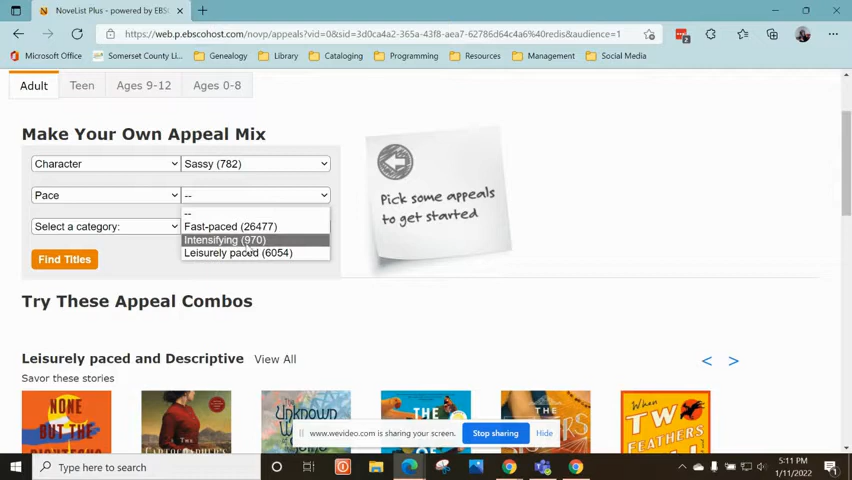 NoveList Plus - powered by EBS
https://web.p.ebscohost.com/novp/appeals?vid=0&sid=3d0ca4a2-365a-43f8-aea7-62786d64c4a6%40redis&audience=1
Microsoft Office Somerset County Li... Genealogy Library Cataloging Programming Resources Management Social Media
Adult Teen Ages 9-12 Ages 0-8
Make Your Own Appeal Mix
Character Sassy (782)
Pace --
--
Select a category: Fast-paced (26477)
Intensifying (970)
Leisurely paced (6054)
Find Titles
Pick some appeals
to get started
Try These Appeal Combos
Leisurely paced and Descriptive View All < >
Savor these stories
NONE
BUT THE
RIGHTEOUS
THE
CARTOGRAPHER'S
THE
Unknown
THE
When
TWO
FEATHERS
www.wevideo.com is sharing your screen. Stop sharing Hide
Type here to search
5:11 PM
1/11/2022